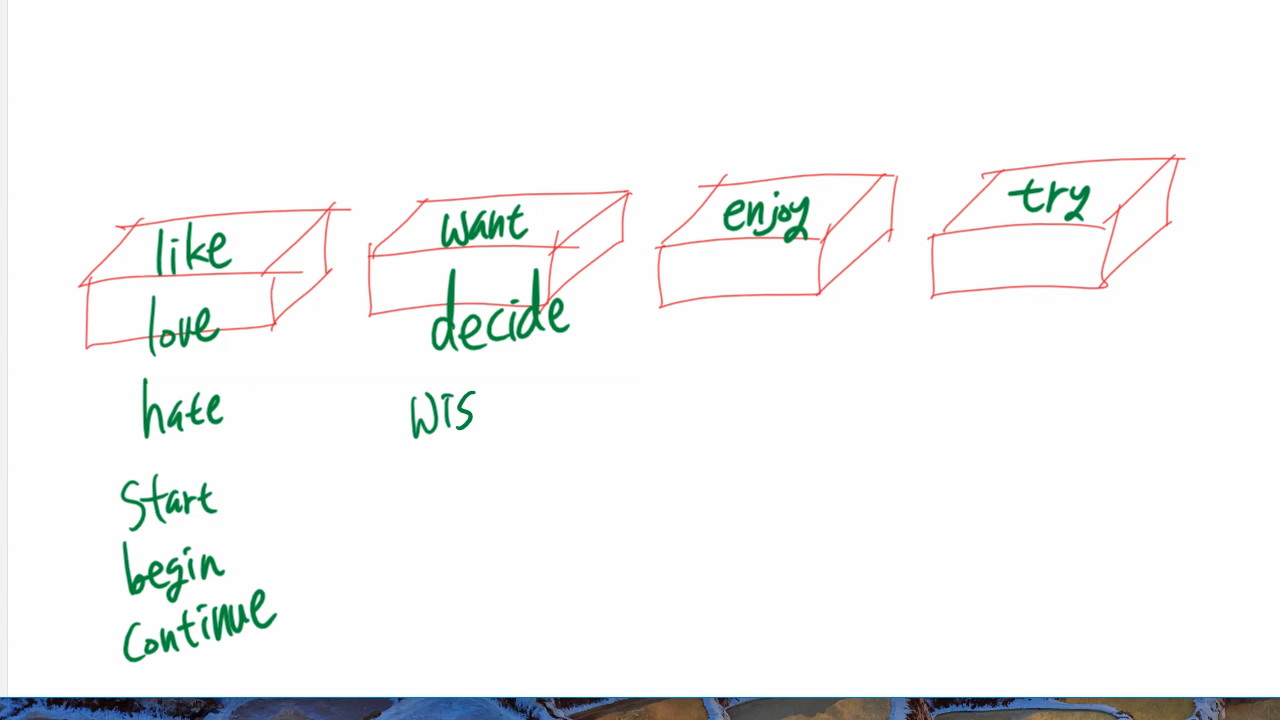 like
love
hate
Start
begin
Continue
want
decide
wis
enjoy
try